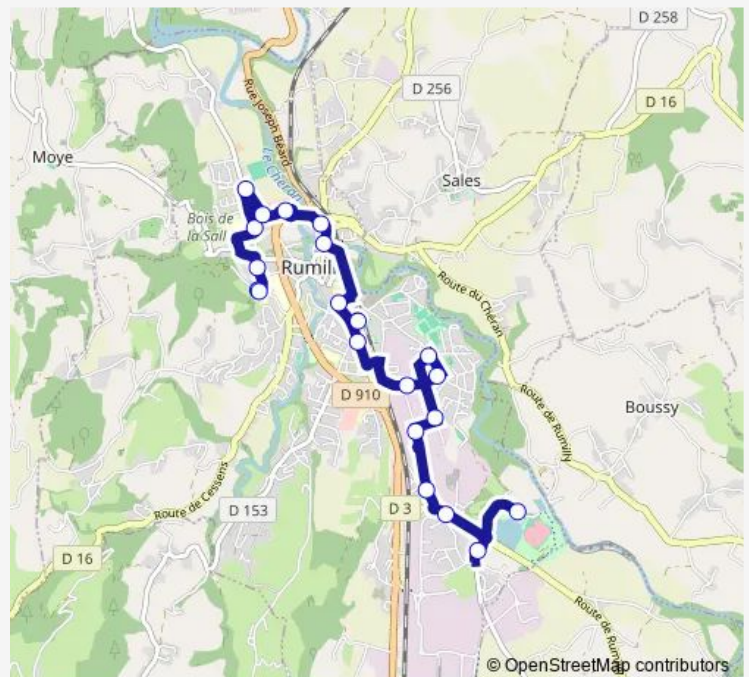 D 258
D 256
D 16
Rue Joseph Béard
Le Chéran
Moye
Sales
Bois de
la Sall
Rumil
Route du Chéran
D 910
Route de Rumilly
Boussy
Route de Cessens
D 153
D 3
D 16
Route de Rumilly
© OpenStreetMap contributors